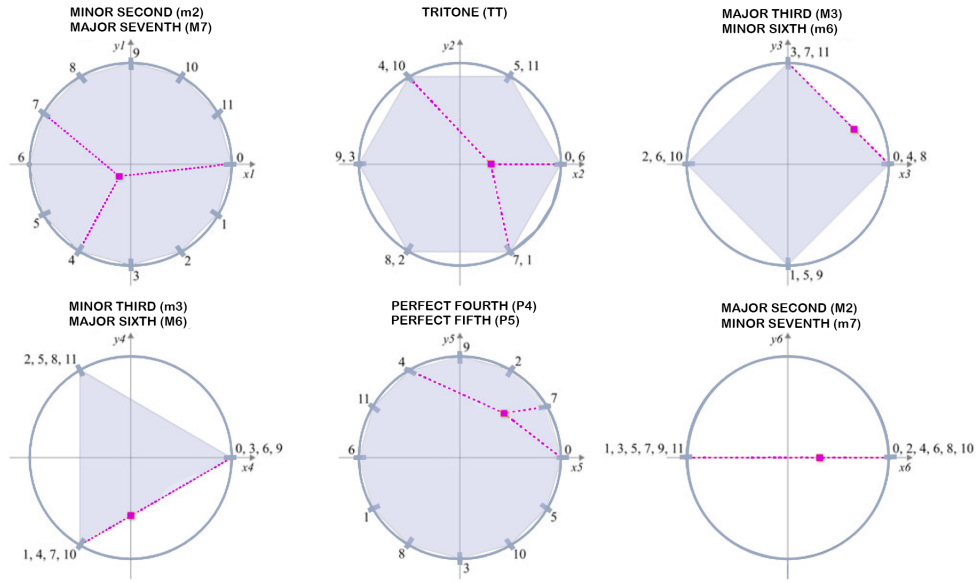 MINOR SECOND (m2)
MAJOR SEVENTH (M7)
y1
9
8
10
7
11
6
0
x1
5
1
4
2
3
TRITONE (TT)
y2
4, 10
5, 11
9, 3
0, 6
x2
8, 2
7, 1
MAJOR THIRD (M3)
MINOR SIXTH (m6)
y3
3, 7, 11
2, 6, 10
0, 4, 8
x3
1, 5, 9
MINOR THIRD (m3)
MAJOR SIXTH (M6)
y4
2, 5, 8, 11
0, 3, 6, 9
x4
1, 4, 7, 10
PERFECT FOURTH (P4)
PERFECT FIFTH (P5)
y5
9
4
2
11
7
6
0
x5
1
5
8
10
3
MAJOR SECOND (M2)
MINOR SEVENTH (m7)
y6
1, 3, 5, 7, 9, 11
0, 2, 4, 6, 8, 10
x6